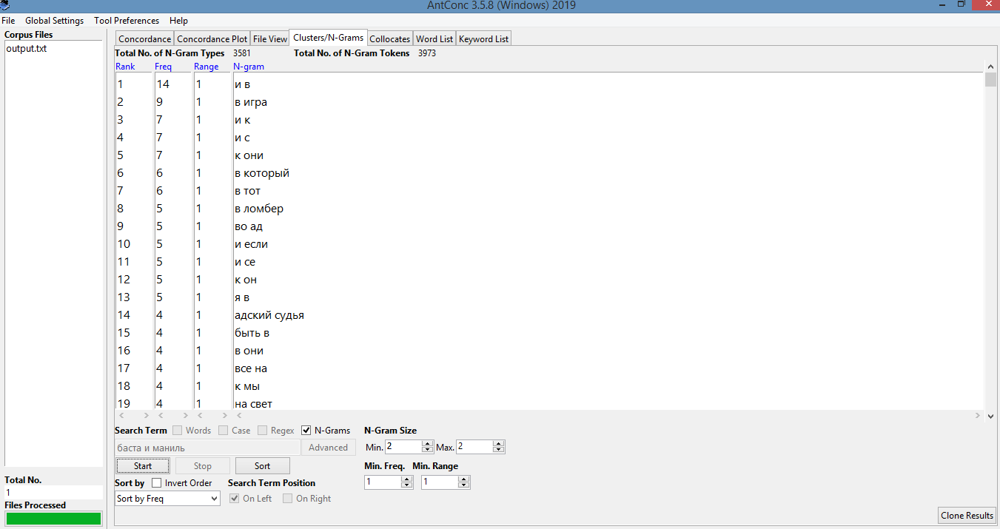 AntConc 3.5.8 (Windows) 2019
File Global Settings Tool Preferences Help
Corpus Files
output.txt
Concordance Concordance Plot File View Clusters/N-Grams Collocates Word List Keyword List
Total No. of N-Gram Types 3581 Total No. of N-Gram Tokens 3973
Rank Freq Range N-gram
1 14 1 и в
2 9 1 в игра
3 7 1 и к
4 7 1 и с
5 7 1 к они
6 6 1 в который
7 6 1 в тот
8 5 1 в ломбер
9 5 1 во ад
10 5 1 и если
11 5 1 и се
12 5 1 к он
13 5 1 я в
14 4 1 адский судья
15 4 1 быть в
16 4 1 в они
17 4 1 все на
18 4 1 к мы
19 4 1 на свет
Search Term Words Case Regex N-Grams N-Gram Size
баста и маниль Advanced Min. 2 Max. 2
Start Stop Sort Min. Freq. Min. Range
1 1
Sort by Invert Order Search Term Position
Sort by Freq On Left On Right
Total No.
1
Files Processed
Clone Results